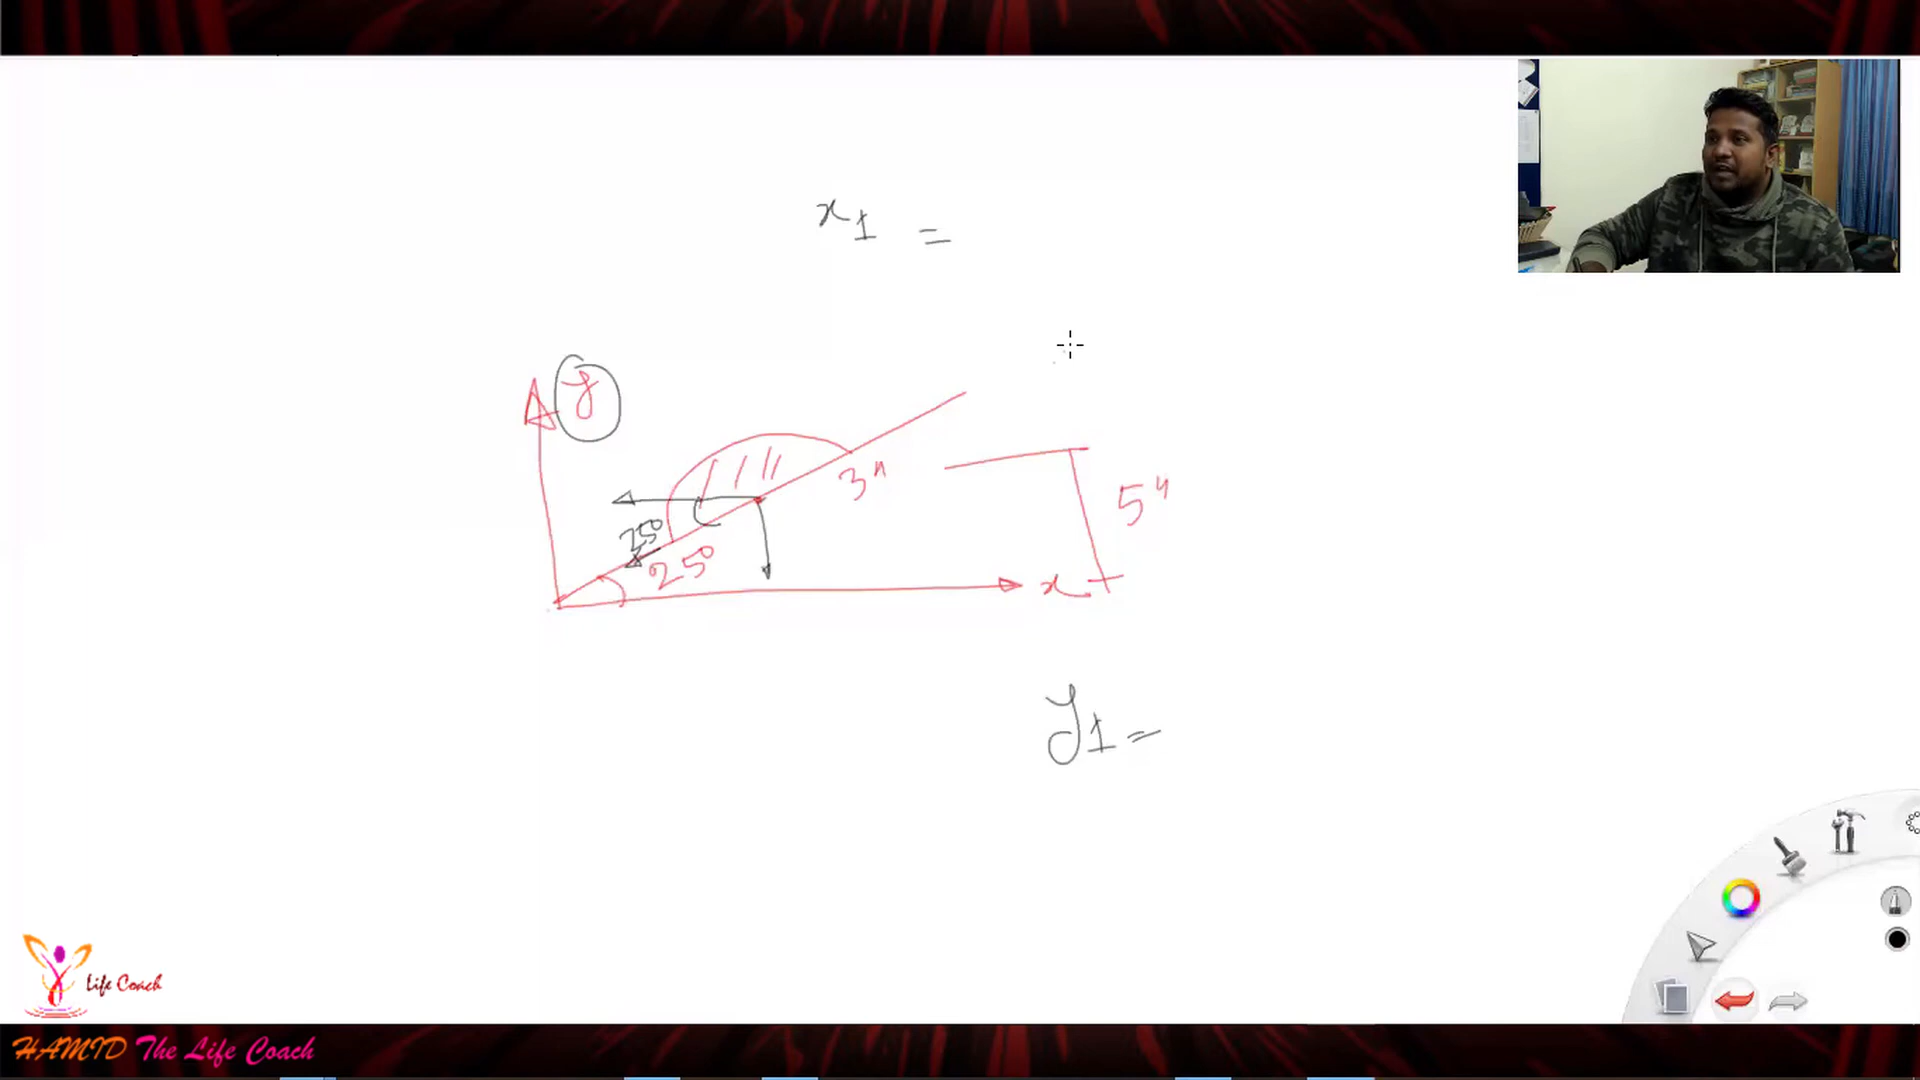 x1 =
y
3"
5"
25°
25°
x
y1 =
Life Coach
HAMID The Life Coach